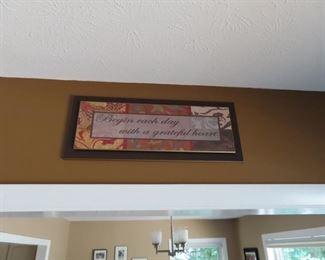 Begin each day
with a grateful heart